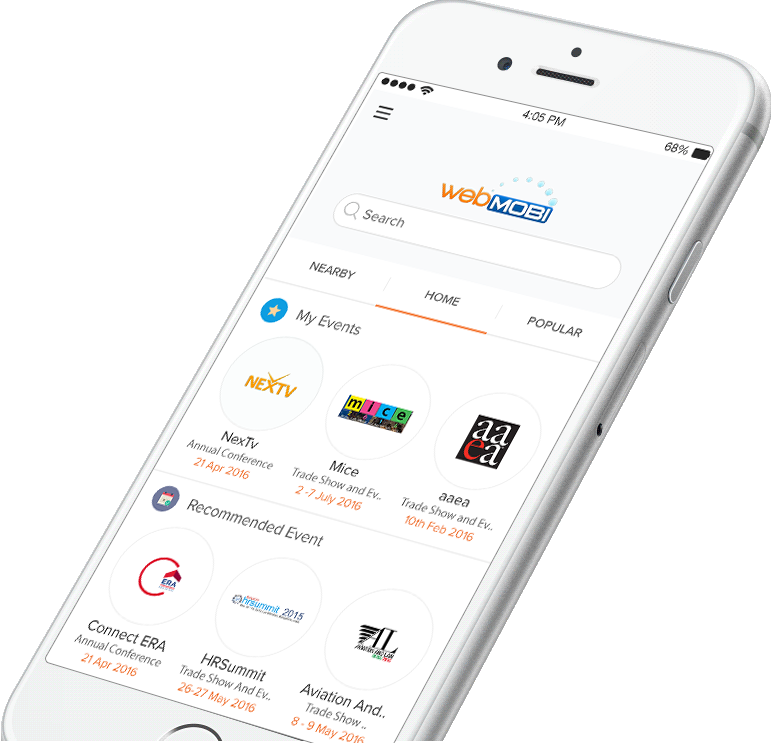 4:05 PM
68%
webMOBI
Search
NEARBY
HOME
POPULAR
My Events
NEXTV
mice
aaea
NexTv
Annual Conference
21 Apr 2016
Mice
Trade Show and Ev..
2 -7 July 2016
aaea
Trade Show and Ev..
10th Feb 2016
Recommended Event
ERA
hrsummit 2015
AIL
Connect ERA
Annual Conference
21 Apr 2016
HRSummit
Trade Show And Ev..
26-27 May 2016
Aviation And..
Trade Show ..
8 - 9 May 2016